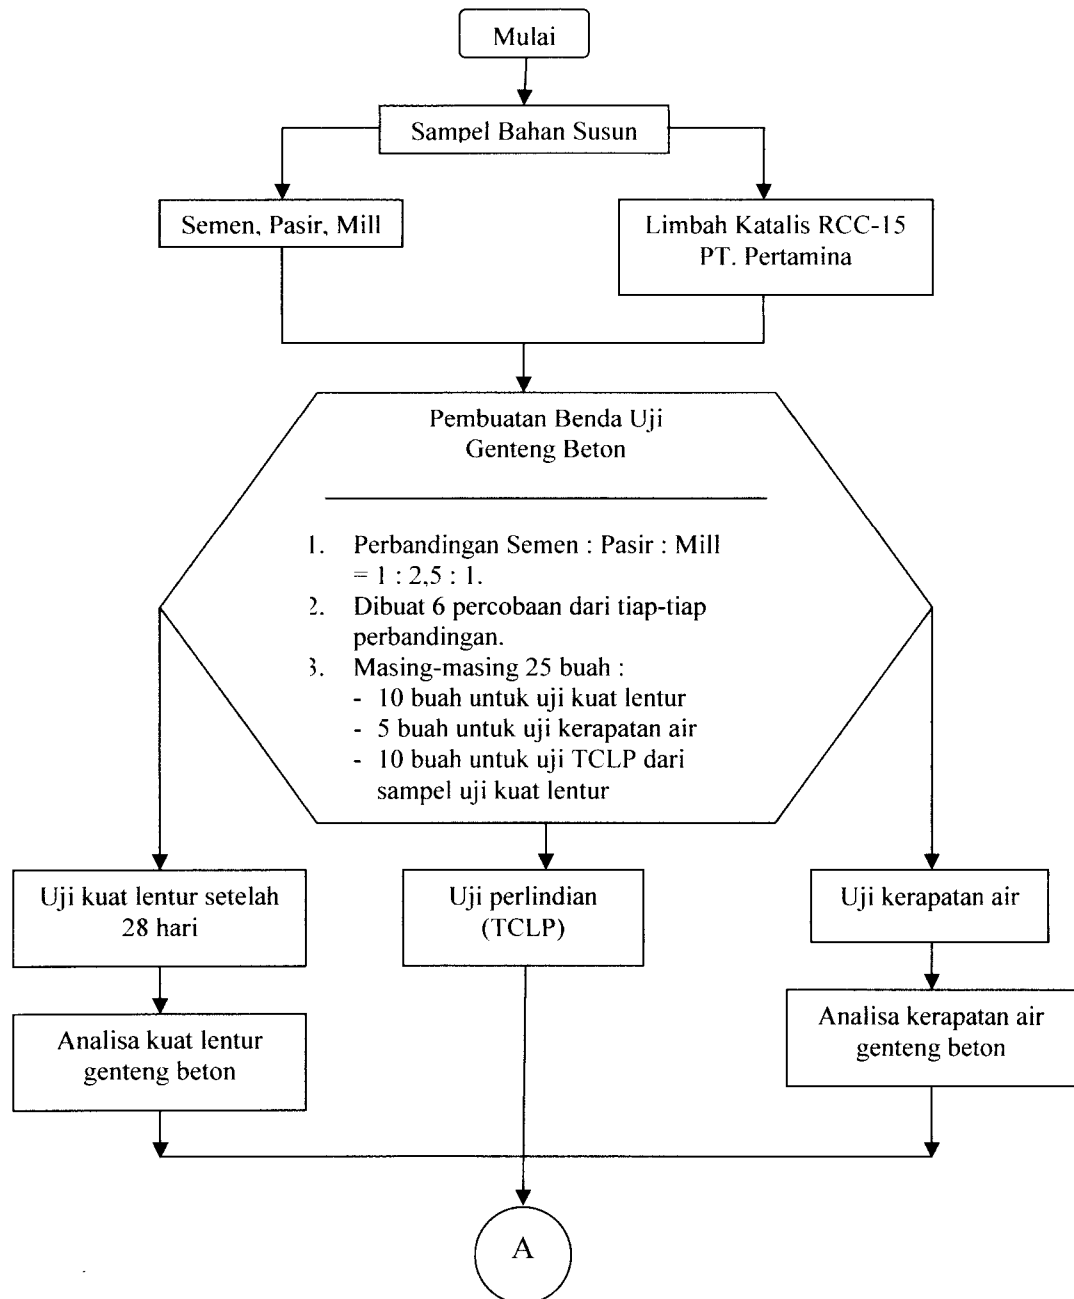 Mulai
Sampel Bahan Susun
Semen, Pasir, Mill
Limbah Katalis RCC-15
PT. Pertamina
Pembuatan Benda Uji
Genteng Beton
1. Perbandingan Semen : Pasir : Mill
= 1 : 2,5 : 1.
2. Dibuat 6 percobaan dari tiap-tiap
perbandingan.
3. Masing-masing 25 buah :
- 10 buah untuk uji kuat lentur
- 5 buah untuk uji kerapatan air
- 10 buah untuk uji TCLP dari
sampel uji kuat lentur
Uji kuat lentur setelah
28 hari
Uji perlindian
(TCLP)
Uji kerapatan air
Analisa kuat lentur
genteng beton
Analisa kerapatan air
genteng beton
A